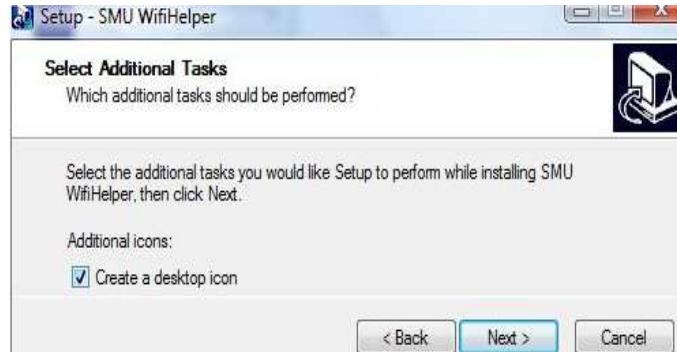 Setup - SMU WifiHelper
Select Additional Tasks
Which additional tasks should be performed?
Select the additional tasks you would like Setup to perform while installing SMU
WifiHelper, then click Next.
Additional icons:
Create a desktop icon
< Back Next > Cancel